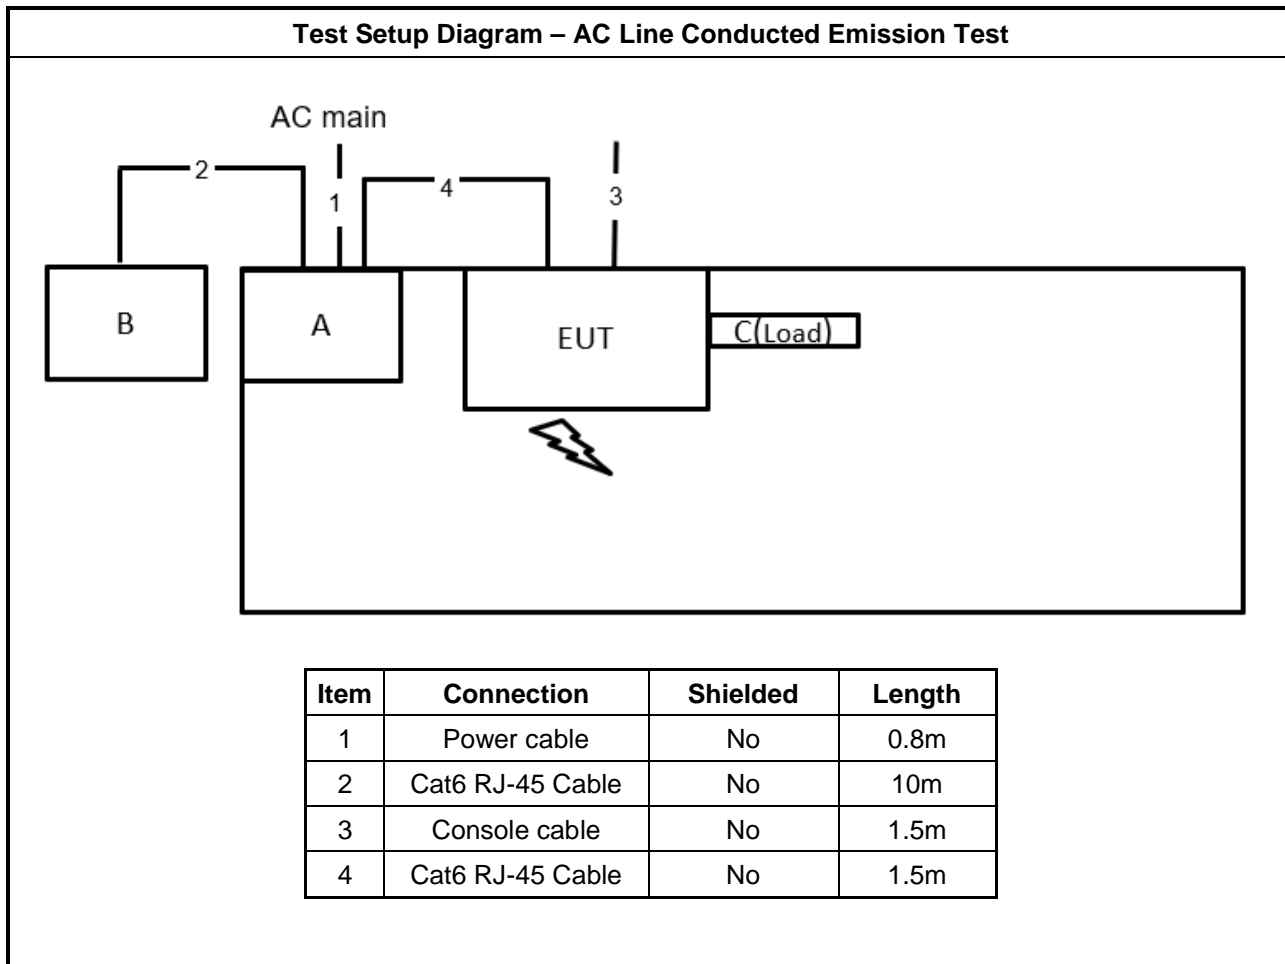 Test Setup Diagram – AC Line Conducted Emission Test
AC main
2
1
4
3
B
A
EUT
C(Load)
Item Connection Shielded Length
1 Power cable No 0.8m
2 Cat6 RJ-45 Cable No 10m
3 Console cable No 1.5m
4 Cat6 RJ-45 Cable No 1.5m